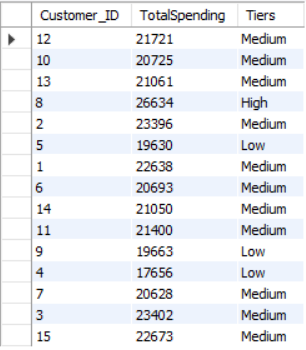 Customer_ID TotalSpending Tiers
12 21721 Medium
10 20725 Medium
13 21061 Medium
8 26634 High
2 23396 Medium
5 19630 Low
1 22638 Medium
6 20693 Medium
14 21050 Medium
11 21400 Medium
9 19663 Low
4 17656 Low
7 20628 Medium
3 23402 Medium
15 22673 Medium